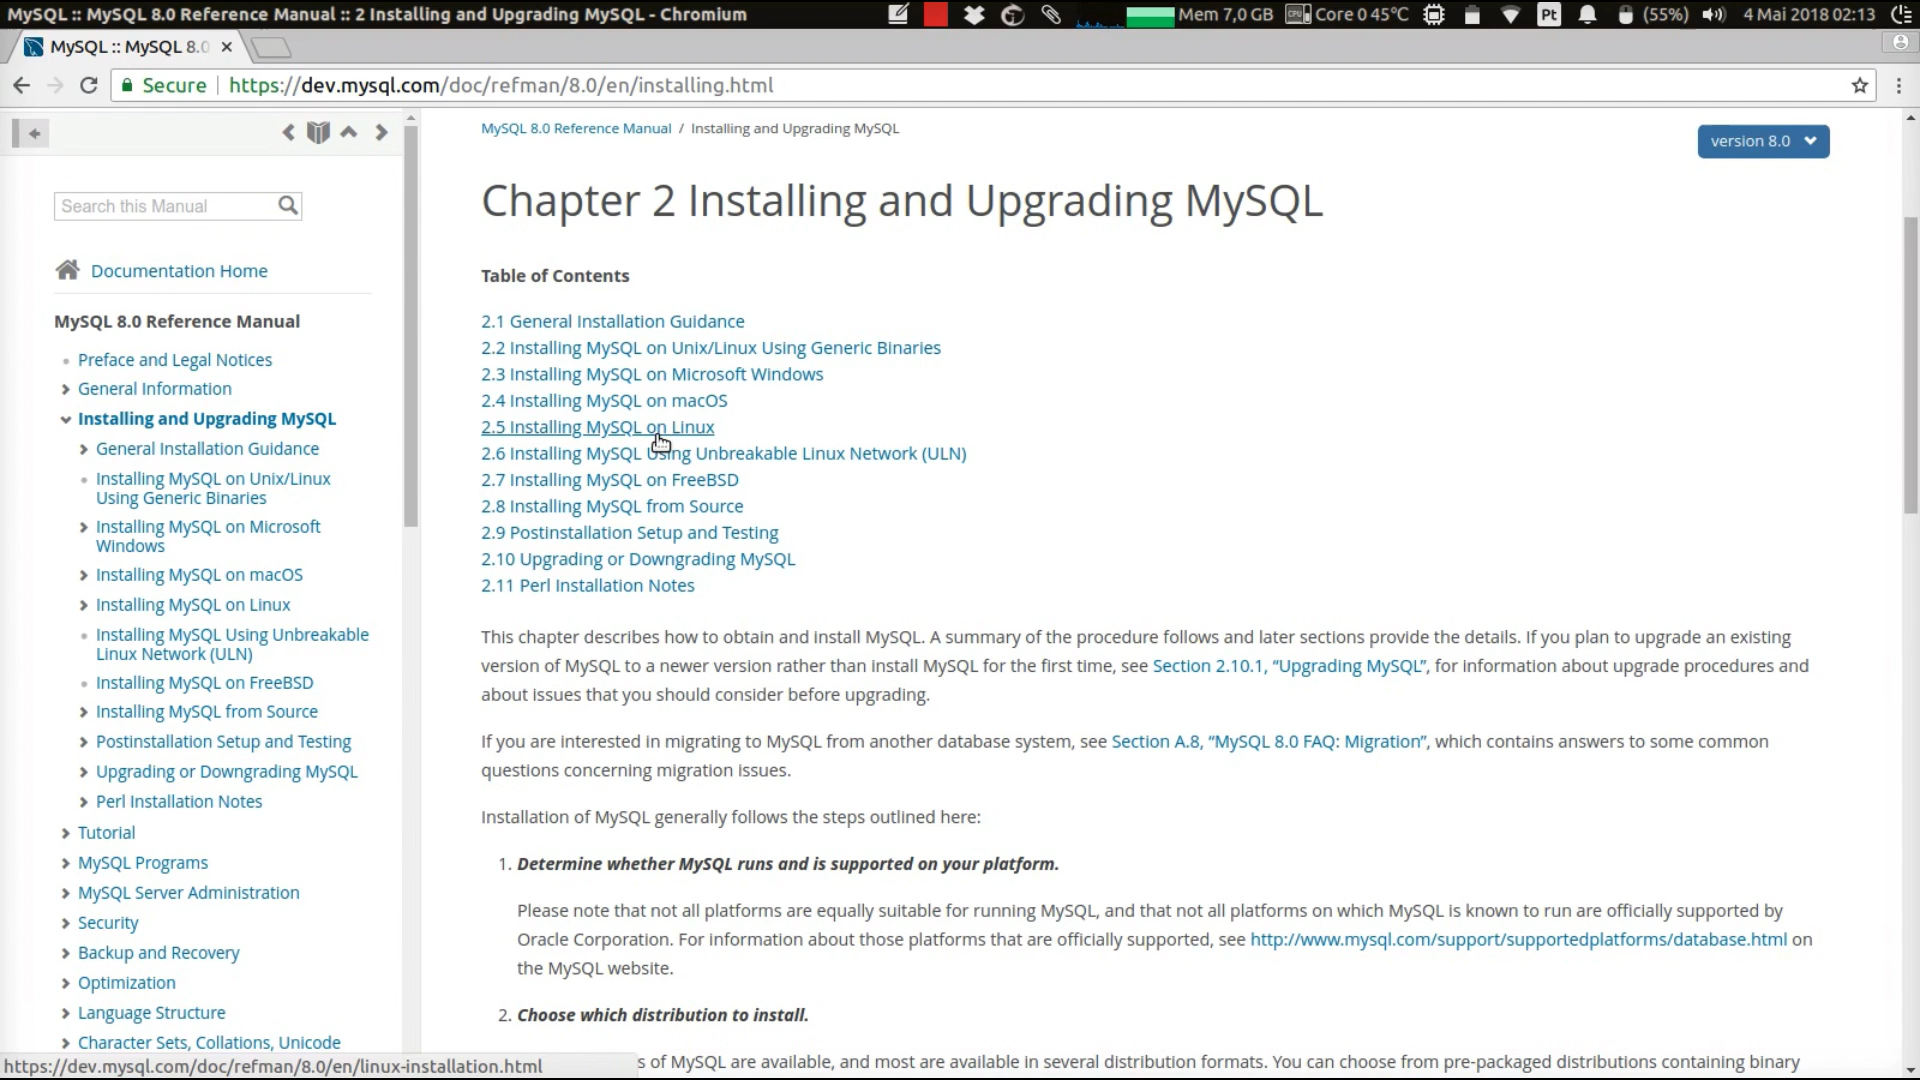 MySQL :: MySQL 8.0 Reference Manual :: 2 Installing and Upgrading MySQL - Chromium
Mem 7,0 GB
Core 0 45°C
Pt
(55%)
4 Mai 2018 02:13
MySQL :: MySQL 8.0
Secure
https://dev.mysql.com/doc/refman/8.0/en/installing.html
Search this Manual
Documentation Home
MySQL 8.0 Reference Manual
Preface and Legal Notices
General Information
Installing and Upgrading MySQL
General Installation Guidance
Installing MySQL on Unix/Linux
Using Generic Binaries
Installing MySQL on Microsoft
Windows
Installing MySQL on macOS
Installing MySQL on Linux
Installing MySQL Using Unbreakable
Linux Network (ULN)
Installing MySQL on FreeBSD
Installing MySQL from Source
Postinstallation Setup and Testing
Upgrading or Downgrading MySQL
Perl Installation Notes
Tutorial
MySQL Programs
MySQL Server Administration
Security
Backup and Recovery
Optimization
Language Structure
Character Sets, Collations, Unicode
https://dev.mysql.com/doc/refman/8.0/en/linux-installation.html
MySQL 8.0 Reference Manual / Installing and Upgrading MySQL
version 8.0
Chapter 2 Installing and Upgrading MySQL
Table of Contents
2.1 General Installation Guidance
2.2 Installing MySQL on Unix/Linux Using Generic Binaries
2.3 Installing MySQL on Microsoft Windows
2.4 Installing MySQL on macOS
2.5 Installing MySQL on Linux
2.6 Installing MySQL Using Unbreakable Linux Network (ULN)
2.7 Installing MySQL on FreeBSD
2.8 Installing MySQL from Source
2.9 Postinstallation Setup and Testing
2.10 Upgrading or Downgrading MySQL
2.11 Perl Installation Notes
This chapter describes how to obtain and install MySQL. A summary of the procedure follows and later sections provide the details. If you plan to upgrade an existing
version of MySQL to a newer version rather than install MySQL for the first time, see Section 2.10.1, “Upgrading MySQL”, for information about upgrade procedures and
about issues that you should consider before upgrading.
If you are interested in migrating to MySQL from another database system, see Section A.8, “MySQL 8.0 FAQ: Migration”, which contains answers to some common
questions concerning migration issues.
Installation of MySQL generally follows the steps outlined here:
1. Determine whether MySQL runs and is supported on your platform.
Please note that not all platforms are equally suitable for running MySQL, and that not all platforms on which MySQL is known to run are officially supported by
Oracle Corporation. For information about those platforms that are officially supported, see http://www.mysql.com/support/supportedplatforms/database.html on
the MySQL website.
2. Choose which distribution to install.
s of MySQL are available, and most are available in several distribution formats. You can choose from pre-packaged distributions containing binary